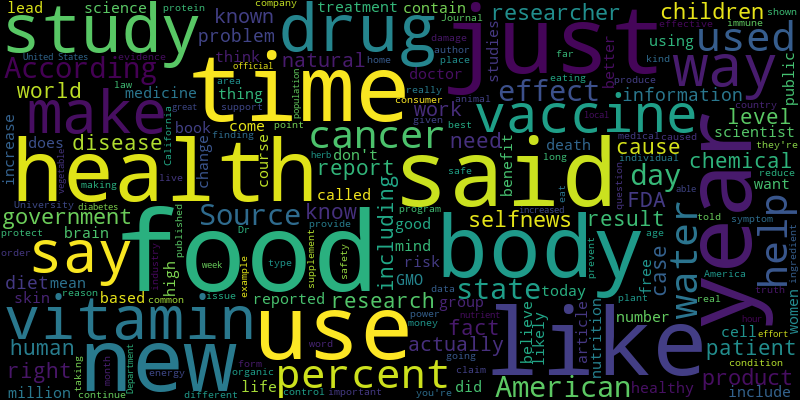 lead
science
protein
company
Journal
shown
study
drug
just
children
United States
evidence
treatment
contain
known
problem
researcher
effective
immune
According
official
time
natural
place
damage
author
home
really
studies
way
used
think
thing
doctor
far
using
better
kind
world
medicine
area
law
population
consumer
animal
eating
produce
effect
information
public
make
California
great
support
work
vaccine
local
country
level
increase
does
disease
book
finding
change
come
point
course
given
best
cancer
need
benefit
medical
caused
scientist
they're
health
herb
don't
report
said
death
cause
chemical
reduce
vegetable
making
live
safe
long
individual
day
want
University
diabetes
called
eat
question
able
year
government
Source
know
including
program
good
selfnews
increased
FDA
told
symptom
protect
brain
published
Dr
provide
mind
result
age
help
order
say
food
body
water
America
ingredient
industry
high
week
type
supplement
safety
risk
GMO
prevent
free
case
women
diet
mean
example
state
today
plant
real
truth
skin
reason
based
common
issue
reported
research
data
group
number
hour
vitamin
use
power
money
nutrient
fact
believe
likely
article
nutrition
cell
effort
human
new
word
actually
like
patient
right
taking
month
Department
energy
form
organic
percent
going
claim
condition
product
million
continue
different
life
control
important
did
you're
American
healthy
include